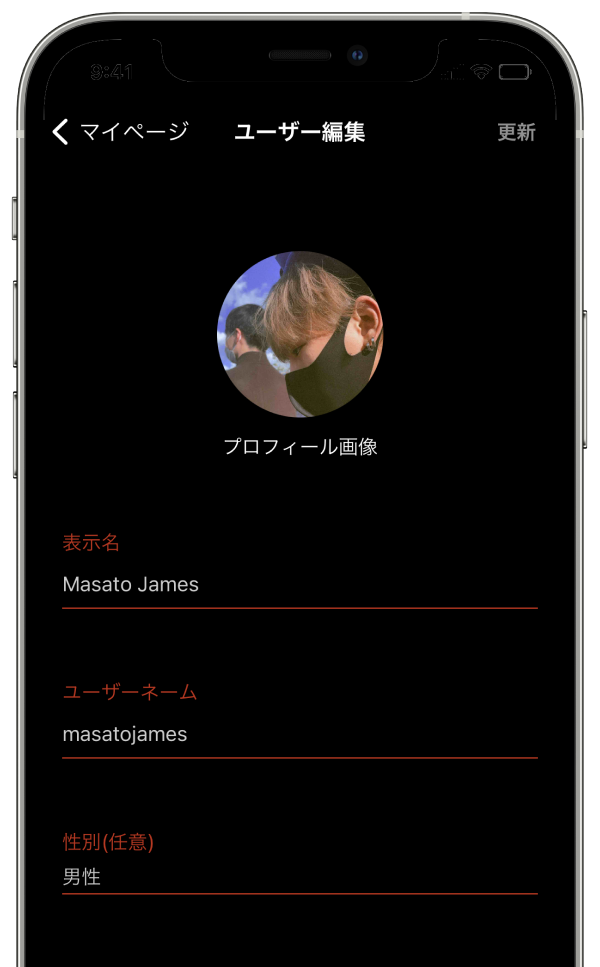 9:41
マイページ ユーザー編集 更新
プロフィール画像
表示名
Masato James
ユーザーネーム
masatojames
性別(任意)
男性